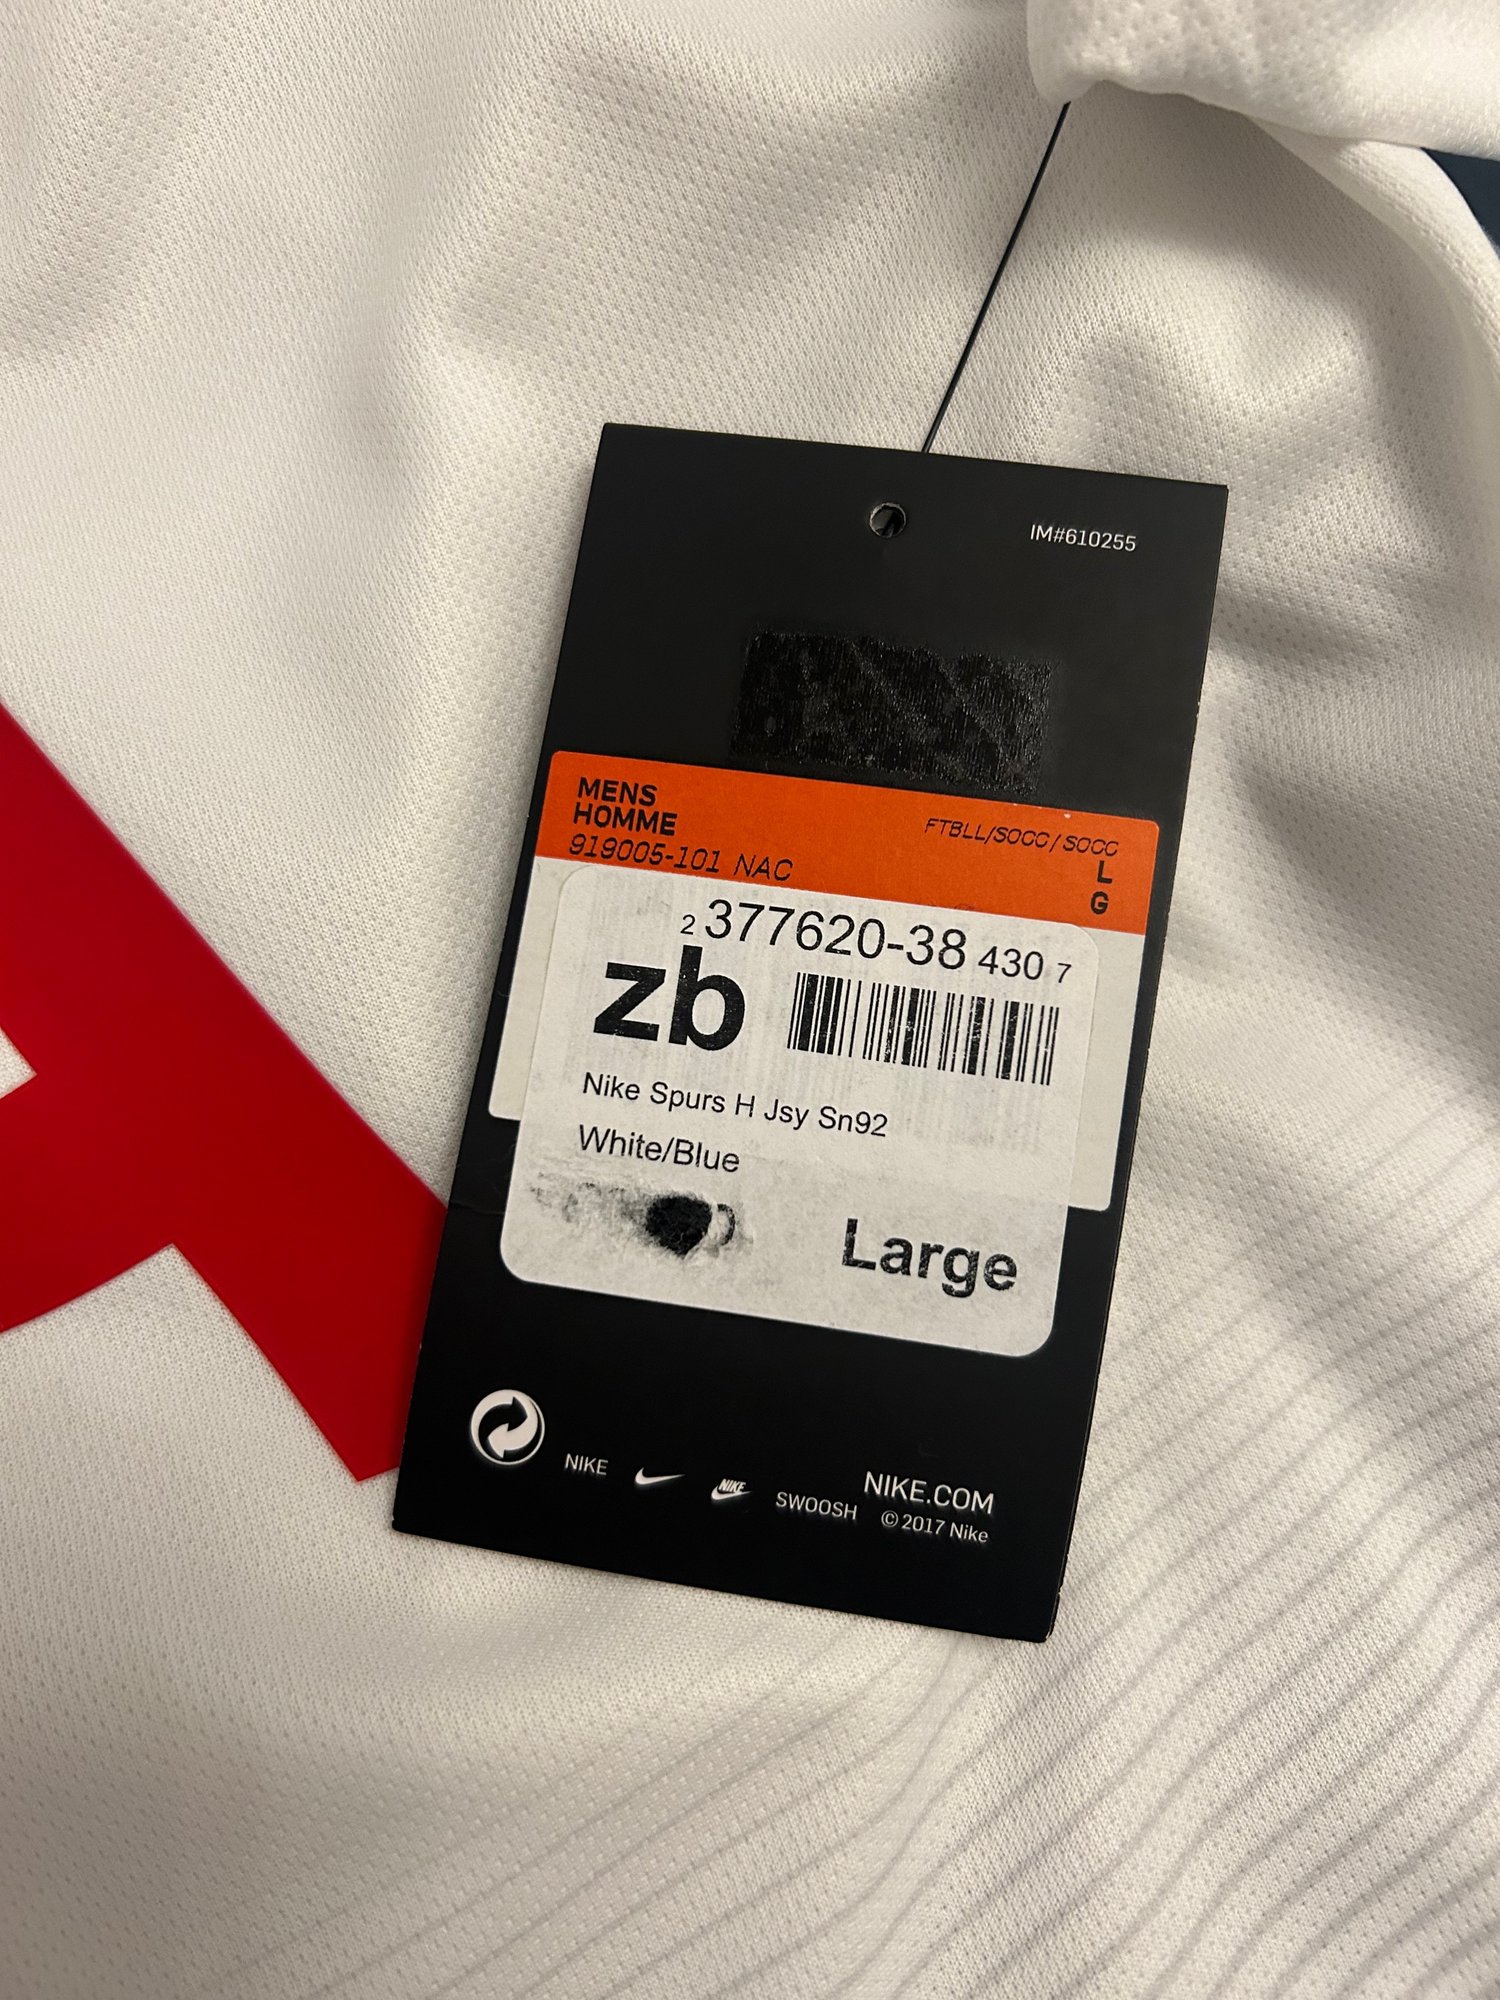 IM#610255
MENS
HOMME
919005-101 NAC
FTBLL/SOCC/SOCC
L
G
2 377620-38 430 7
zb
Nike Spurs H Jsy Sn92
White/Blue
Large
NIKE
NIKE
SWOOSH
NIKE.COM
© 2017 Nike